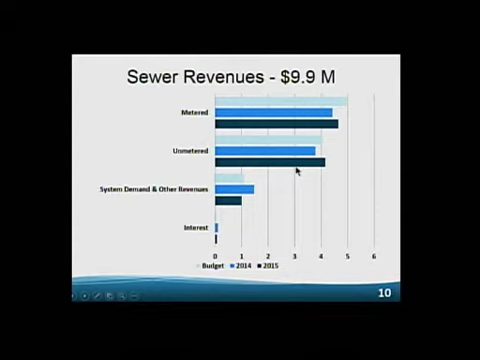 Sewer Revenues - $9.9 M
Metered
Unmetered
System Demand & Other Revenues
Interest
0 1 2 3 4 5 6
Budget 2014 2015
10